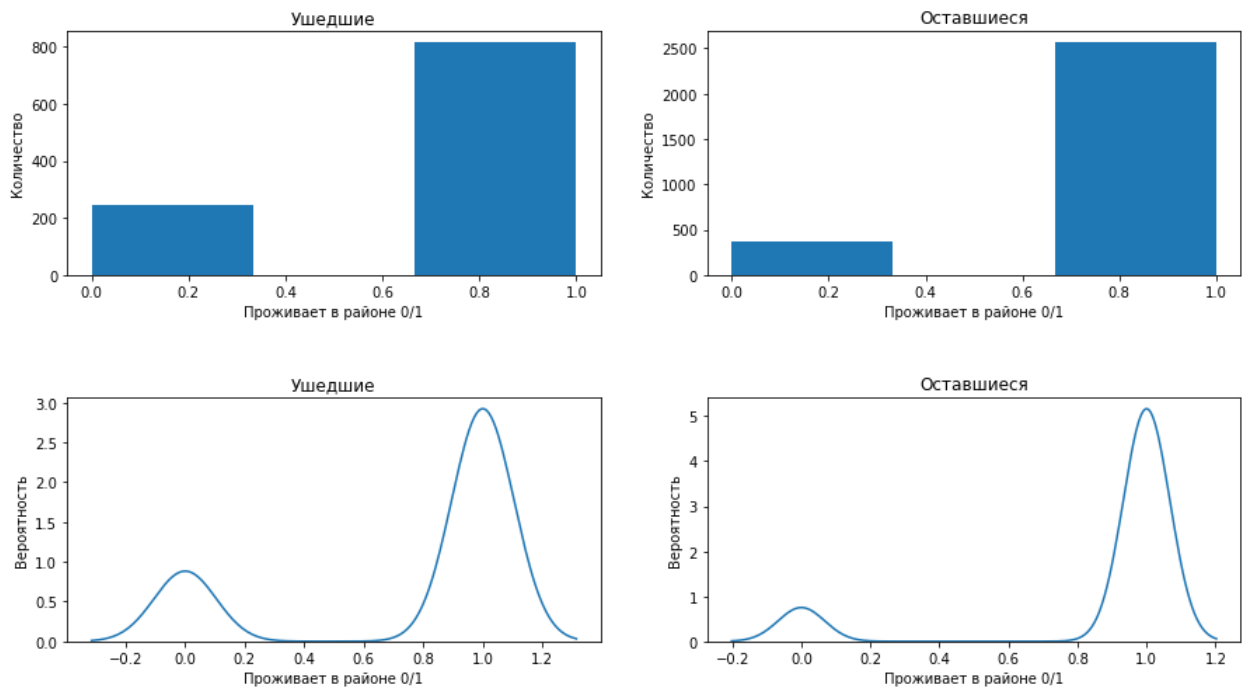 Ушедшие
800
600
400
200
0
Количество
0.0 0.2 0.4 0.6 0.8 1.0
Проживает в районе 0/1
Оставшиеся
2500
2000
1500
1000
500
0
Количество
0.0 0.2 0.4 0.6 0.8 1.0
Проживает в районе 0/1
Ушедшие
3.0
2.5
2.0
1.5
1.0
0.5
0.0
Вероятность
−0.2 0.0 0.2 0.4 0.6 0.8 1.0 1.2
Проживает в районе 0/1
Оставшиеся
5
4
3
2
1
0
Вероятность
−0.2 0.0 0.2 0.4 0.6 0.8 1.0 1.2
Проживает в районе 0/1